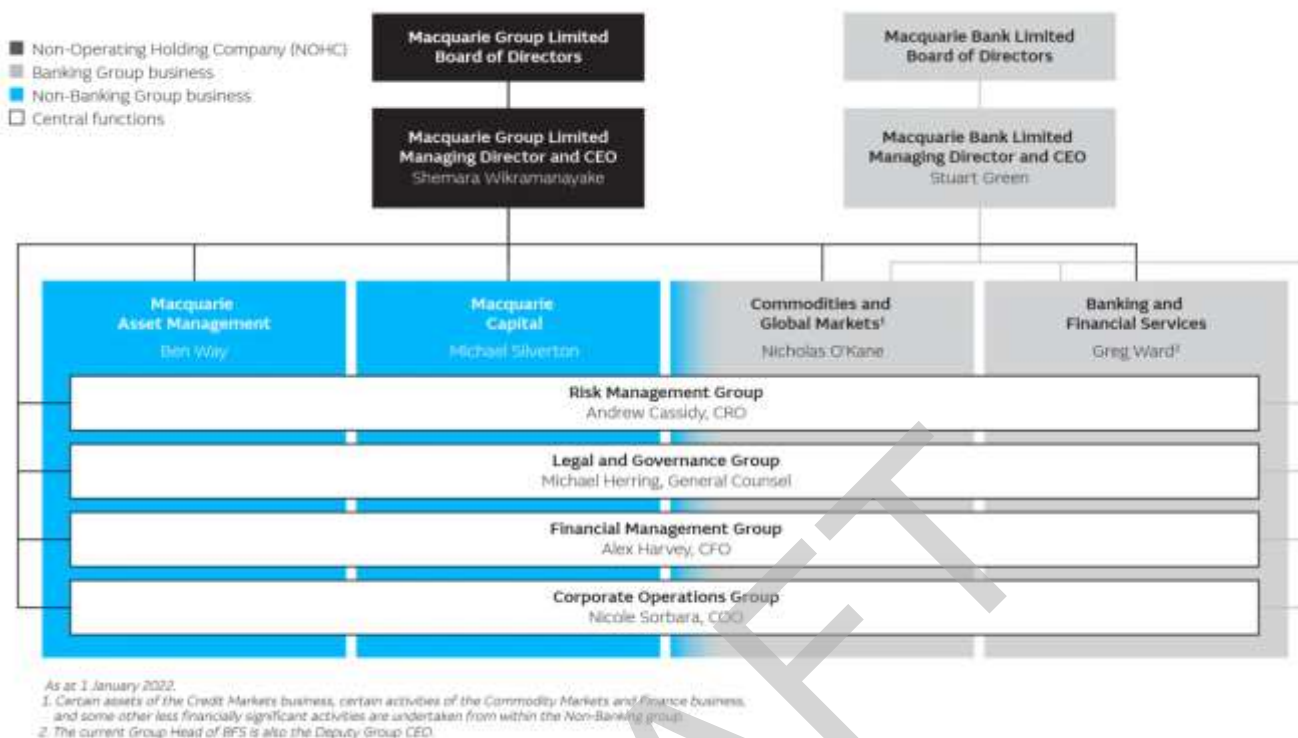 Non-Operating Holding Company (NOHC)
Banking Group business
Non-Banking Group business
Central functions
Macquarie Group Limited
Board of Directors
Macquarie Bank Limited
Board of Directors
Macquarie Group Limited
Managing Director and CEO
Shemara Wikramanayake
Macquarie Bank Limited
Managing Director and CEO
Stuart Green
Macquarie
Asset Management
Ben Way
Macquarie
Capital
Michael Silverton
Commodities and
Global Markets¹
Nicholas O'Kane
Banking and
Financial Services
Greg Ward²
Risk Management Group
Andrew Cassidy, CRO
Legal and Governance Group
Michael Herring, General Counsel
Financial Management Group
Alex Harvey, CFO
Corporate Operations Group
Nicole Sorbara, COO
As at 1 January 2022.
1. Certain assets of the Credit Markets business, certain activities of the Commodity Markets and Finance business,
and some other less financially significant activities are undertaken from within the Non-Banking group.
2. The current Group Head of BFS is also the Deputy Group CEO.